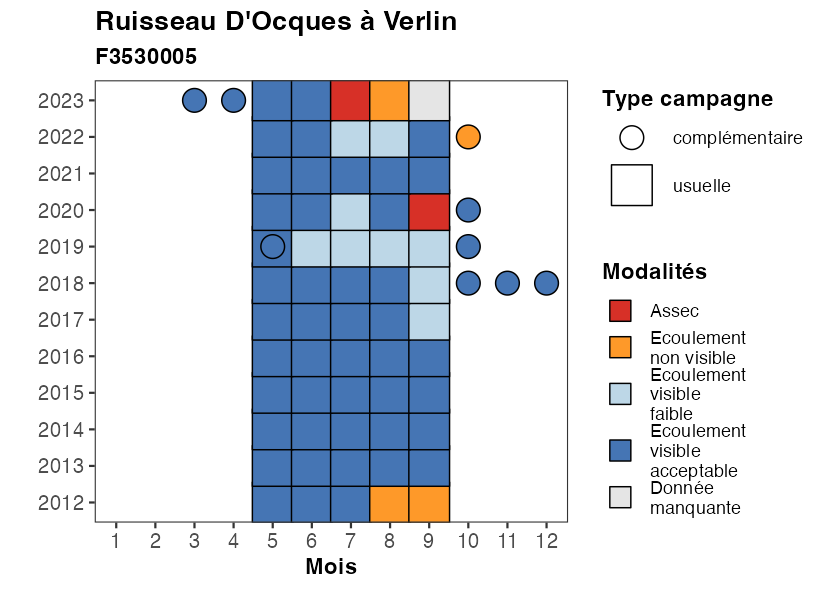 Ruisseau D'Ocques à Verlin
F3530005
2023
2022
2021
2020
2019
2018
2017
2016
2015
2014
2013
2012
1 2 3 4 5 6 7 8 9 10 11 12
Mois
Type campagne
complémentaire
usuelle
Modalités
Assec
Ecoulement
non visible
Ecoulement
visible
faible
Ecoulement
visible
acceptable
Donnée
manquante